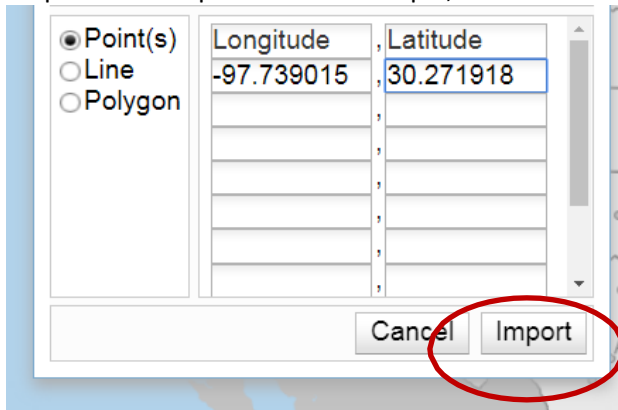 Point(s) Longitude , Latitude
Line -97.739015 , 30.271918
Polygon ,
,
,
,
,
,
Cancel Import